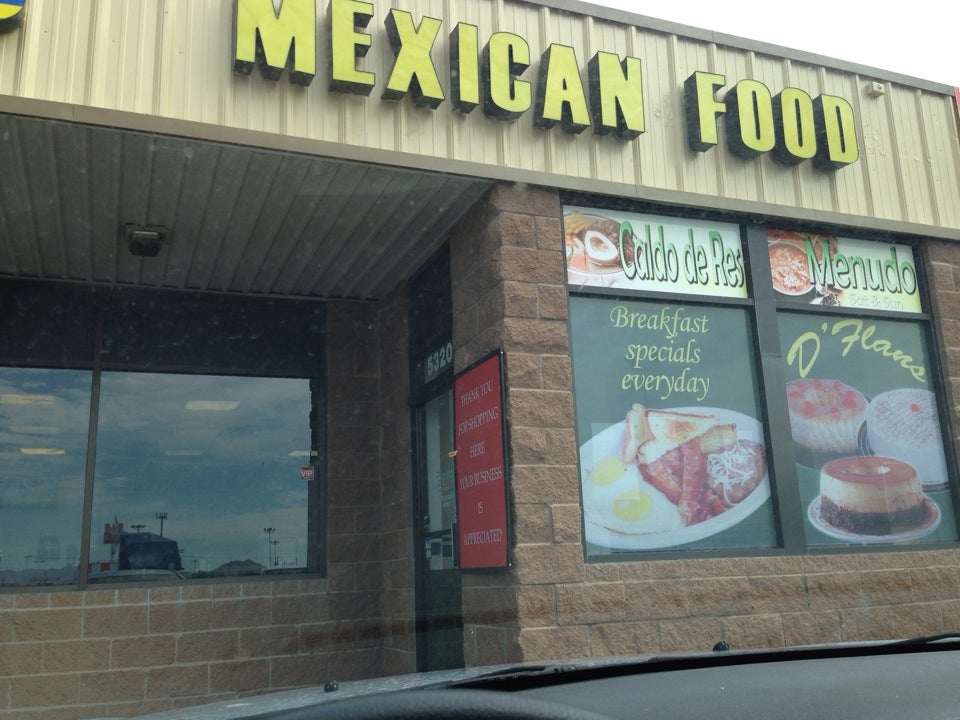 MEXICAN FOOD
Caldo de Res
Menudo
Sat & Sun
Breakfast
specials
everyday
D'Flans
5320
THANK YOU
FOR SHOPPING
HERE
YOUR BUSINESS
IS
APPRECIATED
VIP